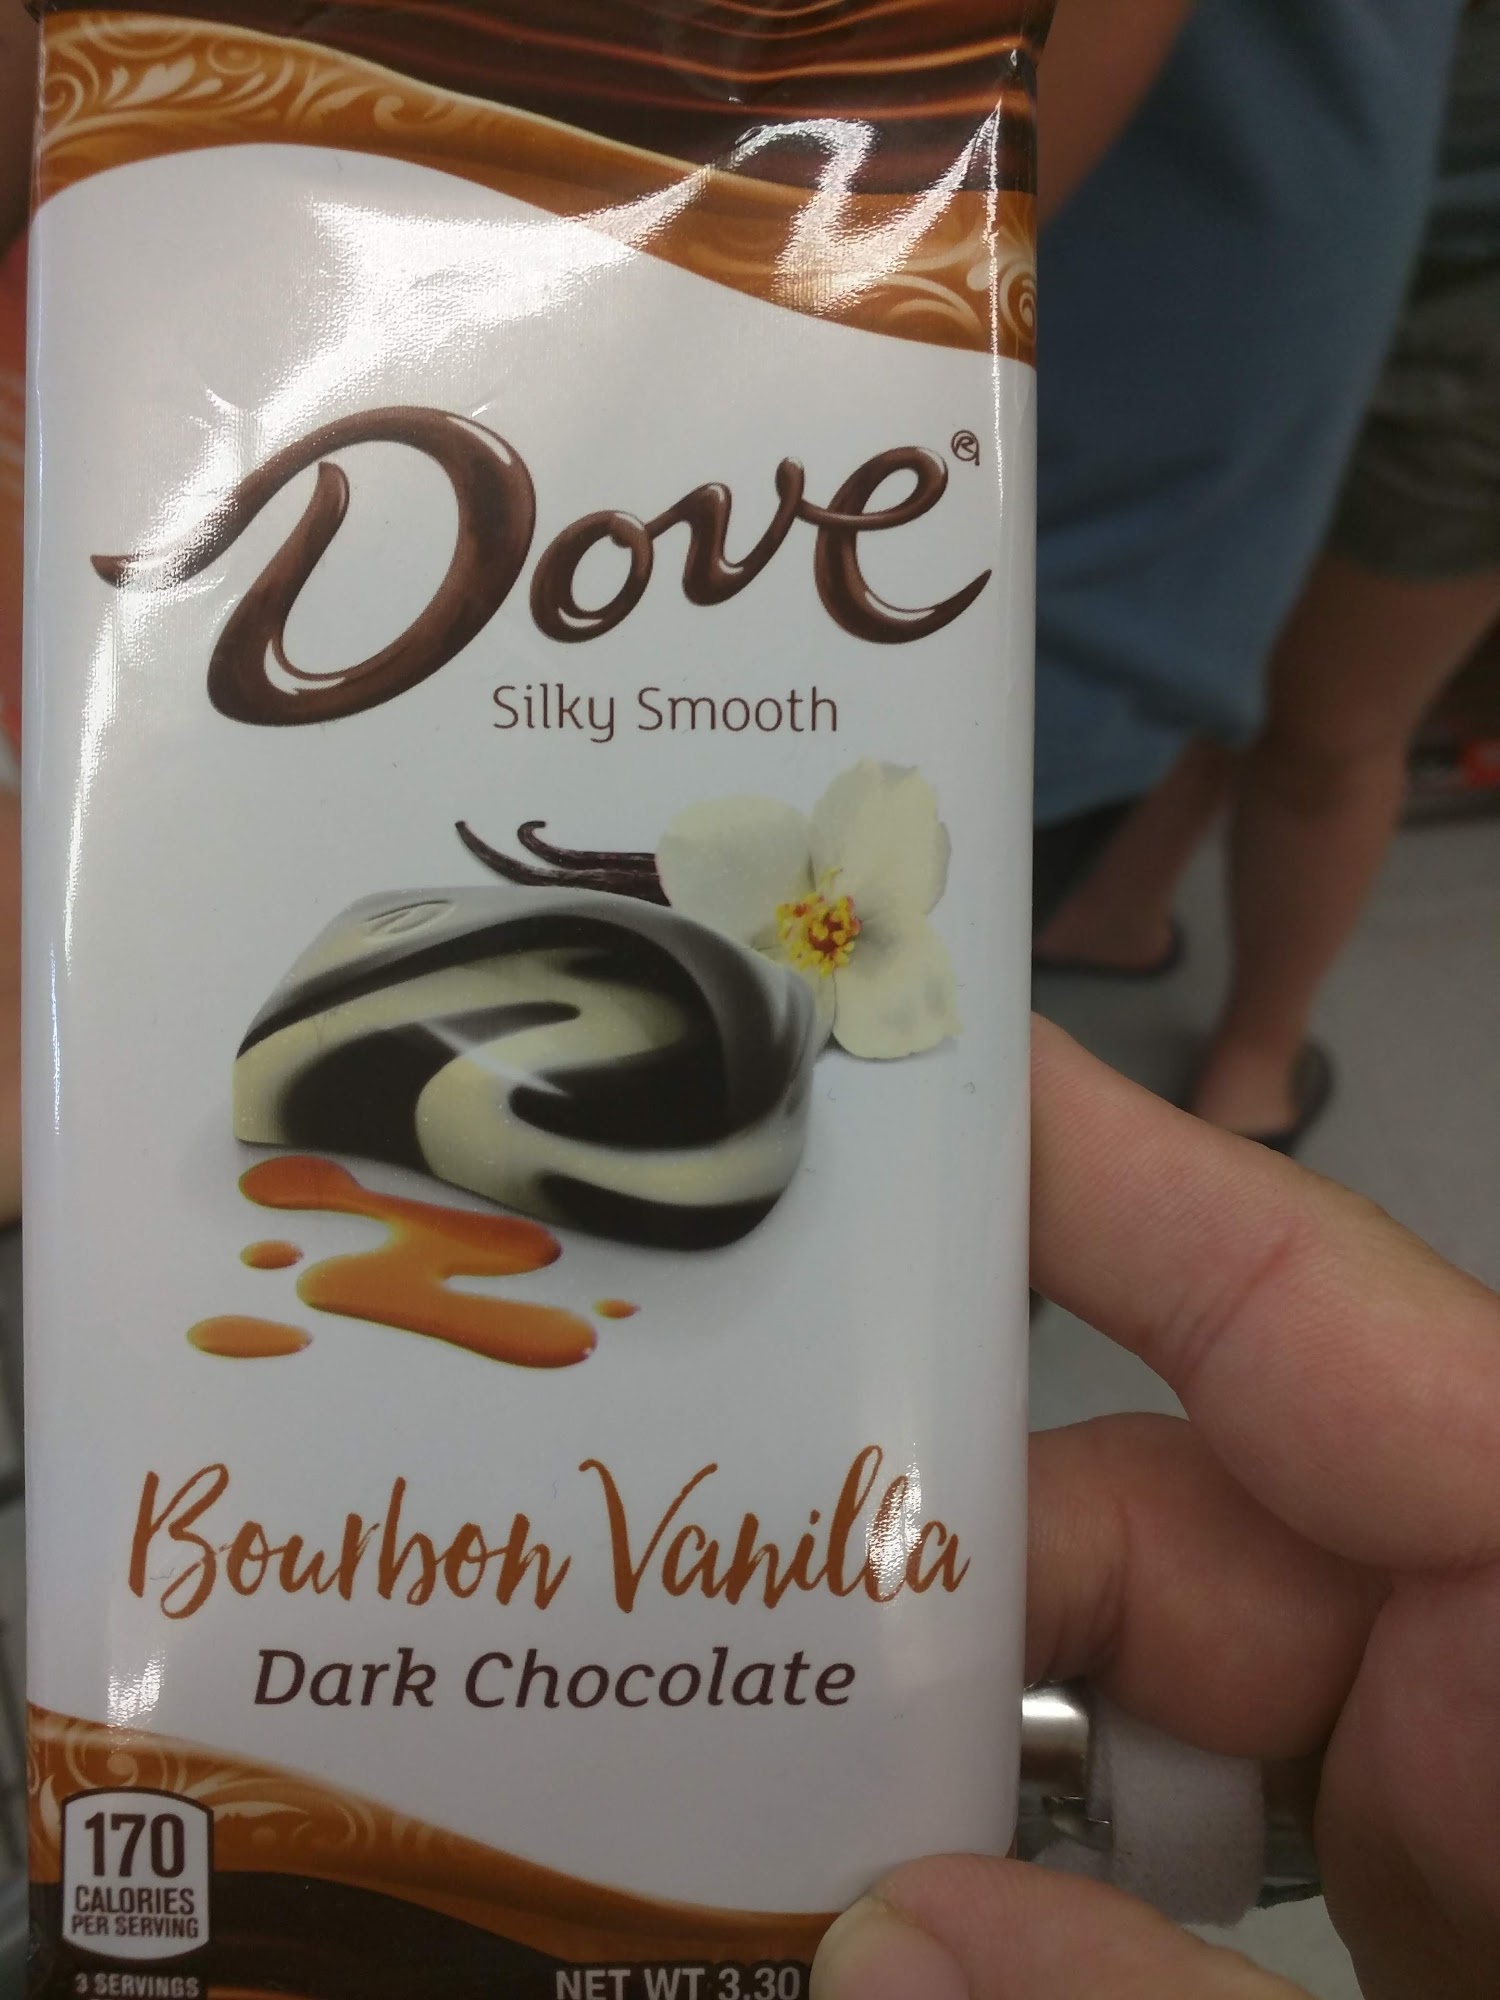 Dove®
Silky Smooth
Bourbon Vanilla
Dark Chocolate
170
CALORIES
PER SERVING
3 SERVINGS
NET WT 3.30